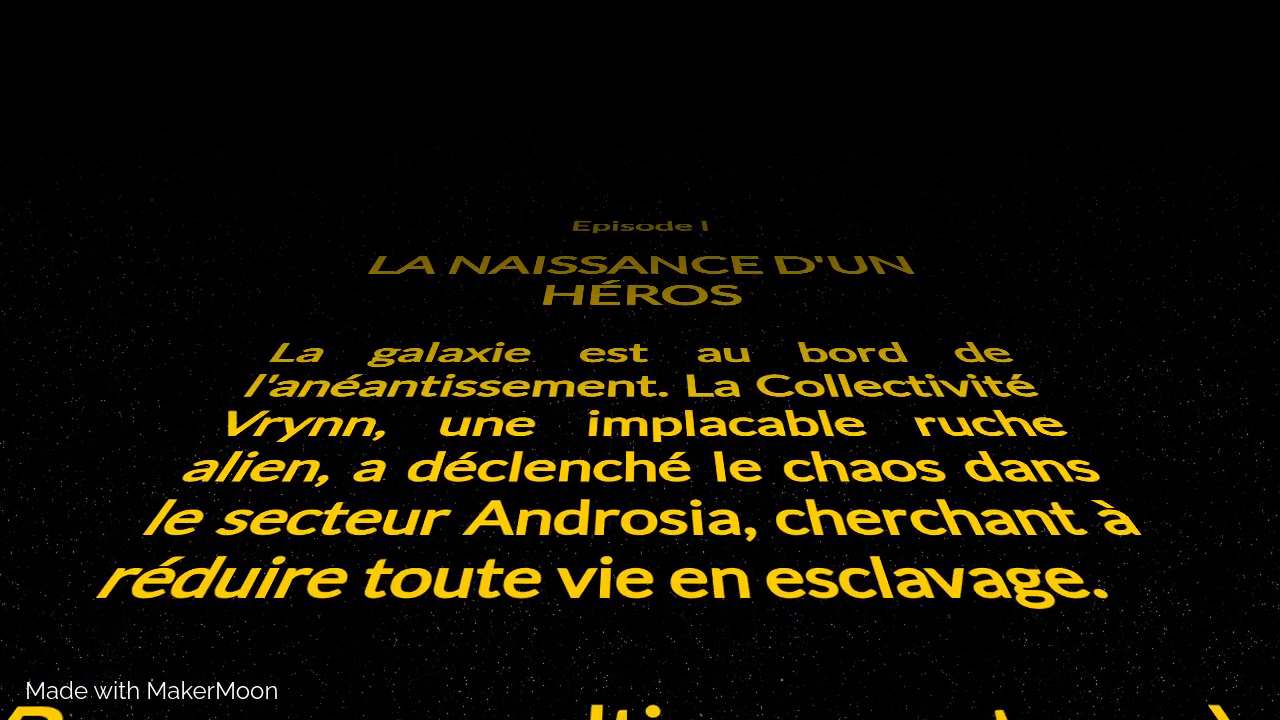 Episode I
LA NAISSANCE D'UN
HÉROS
La galaxie est au bord de
l'anéantissement. La Collectivité
Vrynn, une implacable ruche
alien, a déclenché le chaos dans
le secteur Androsia, cherchant à
réduire toute vie en esclavage.
Made with MakerMoon